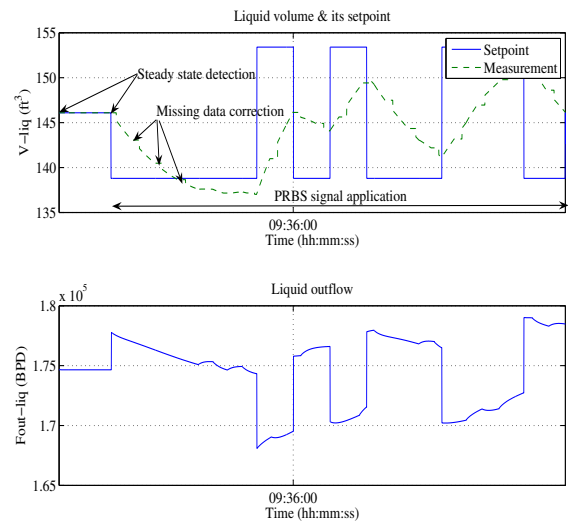 Liquid volume & its setpoint
V−liq (ft³)
155
150
145
140
135
Setpoint
Measurement
Steady state detection
Missing data correction
PRBS signal application
09:36:00
Time (hh:mm:ss)
Liquid outflow
x 10⁵
Fout−liq (BPD)
1.8
1.75
1.7
1.65
09:36:00
Time (hh:mm:ss)